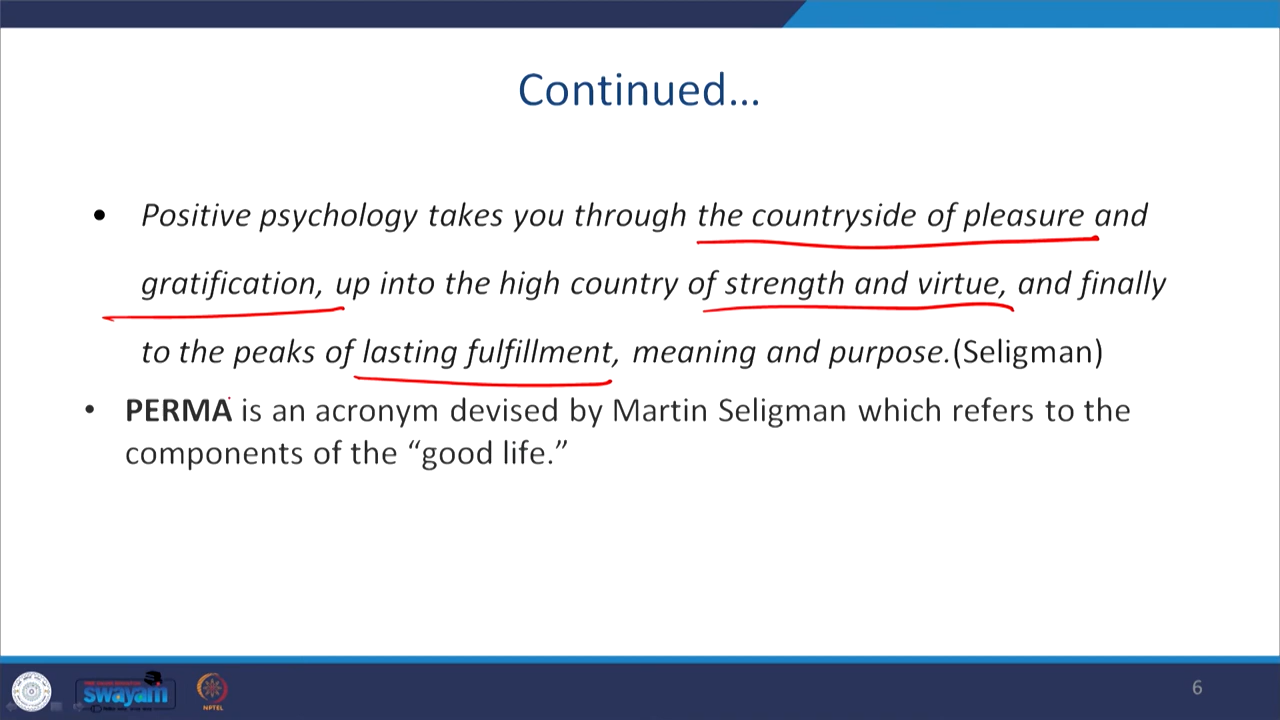 Continued...
• Positive psychology takes you through the countryside of pleasure and
gratification, up into the high country of strength and virtue, and finally
to the peaks of lasting fulfillment, meaning and purpose.(Seligman)
• PERMA is an acronym devised by Martin Seligman which refers to the
components of the “good life.”
swayam
NPTEL
6